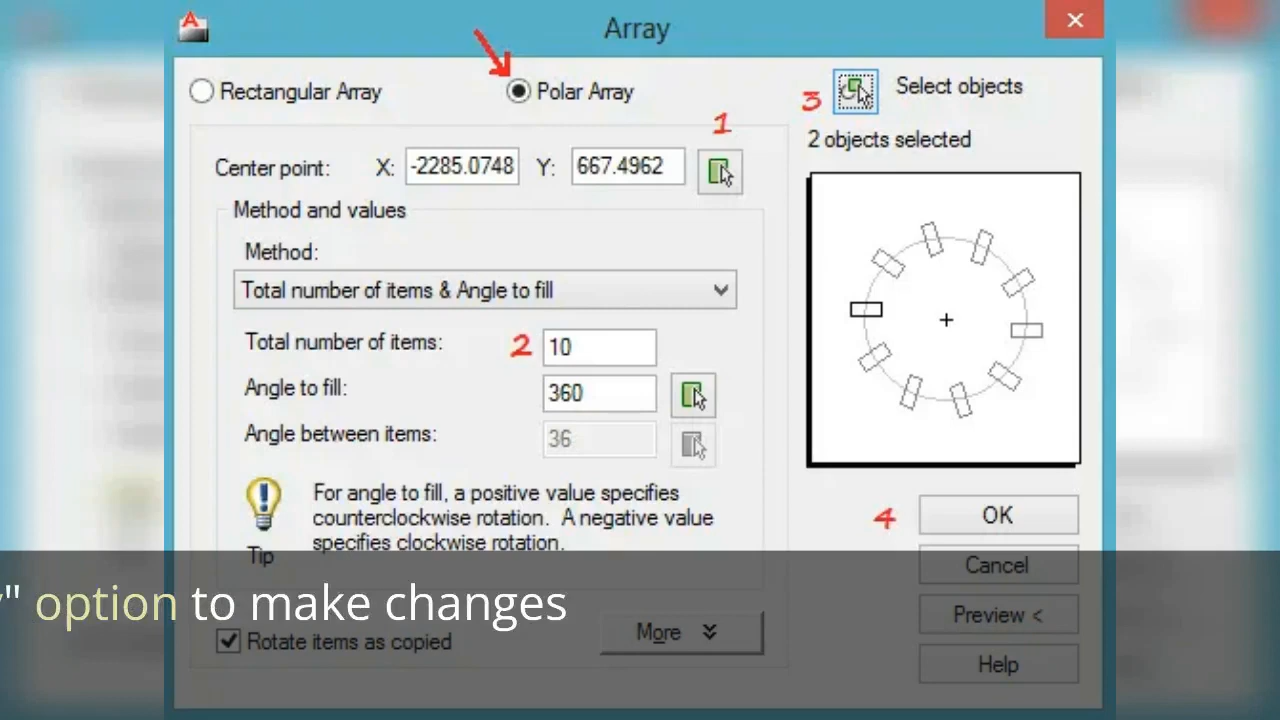 A
Array
Rectangular Array
Polar Array
3
Select objects
2 objects selected
1
Center point: X: -2285.0748 Y: 667.4962
Method and values
Method:
Total number of items & Angle to fill
Total number of items: 2 10
Angle to fill: 360
Angle between items: 36
For angle to fill, a positive value specifies
counterclockwise rotation. A negative value
specifies clockwise rotation.
Tip
4
OK
Cancel
Preview <
Help
" option to make changes
Rotate items as copied
More